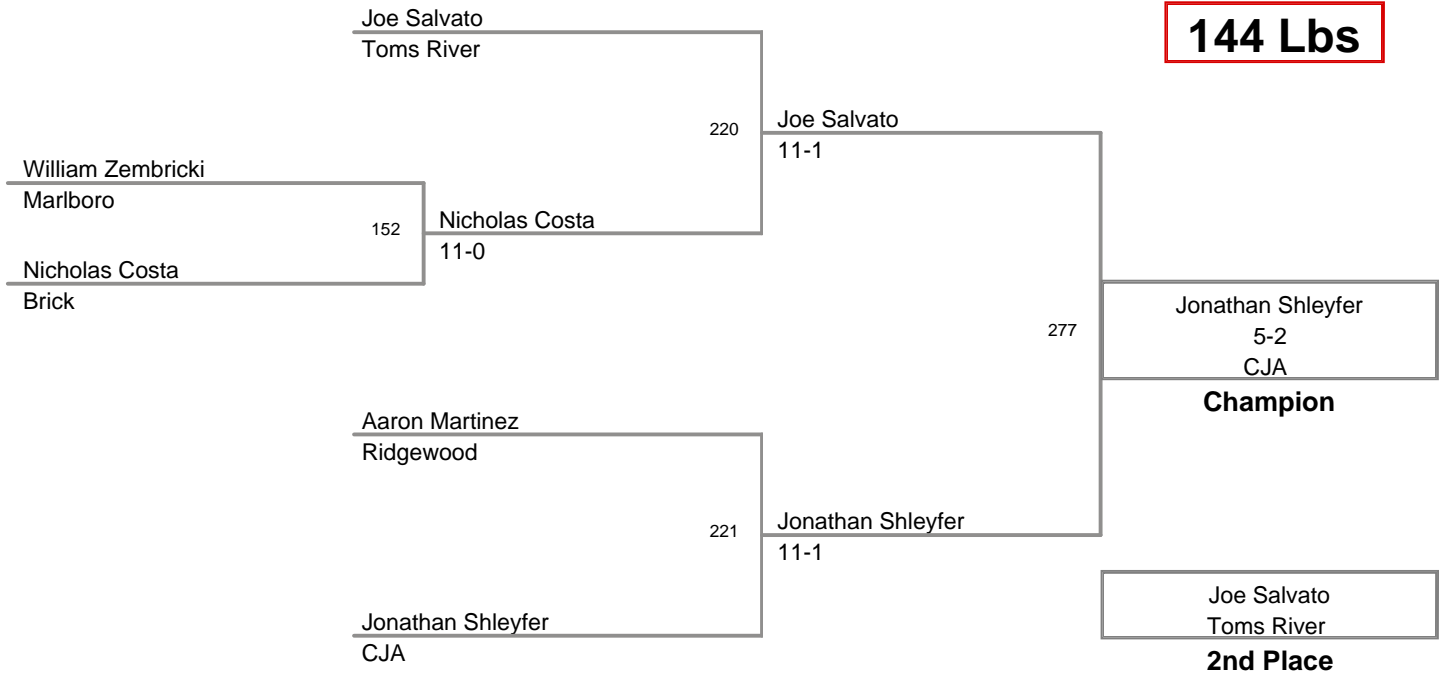 Joe Salvato
Toms River
144 Lbs
220
Joe Salvato
11-1
William Zembricki
Marlboro
152
Nicholas Costa
11-0
Nicholas Costa
Brick
277
Jonathan Shleyfer
5-2
CJA
Champion
Aaron Martinez
Ridgewood
221
Jonathan Shleyfer
11-1
Jonathan Shleyfer
CJA
Joe Salvato
Toms River
2nd Place